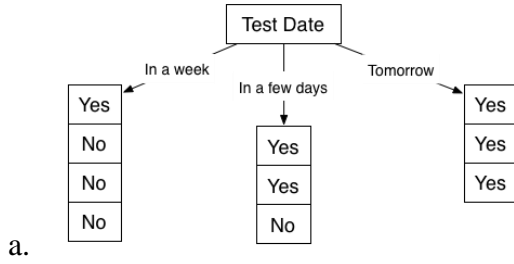 Test Date
In a week
In a few days
Tomorrow
Yes
No
No
No
Yes
Yes
No
Yes
Yes
Yes
a.